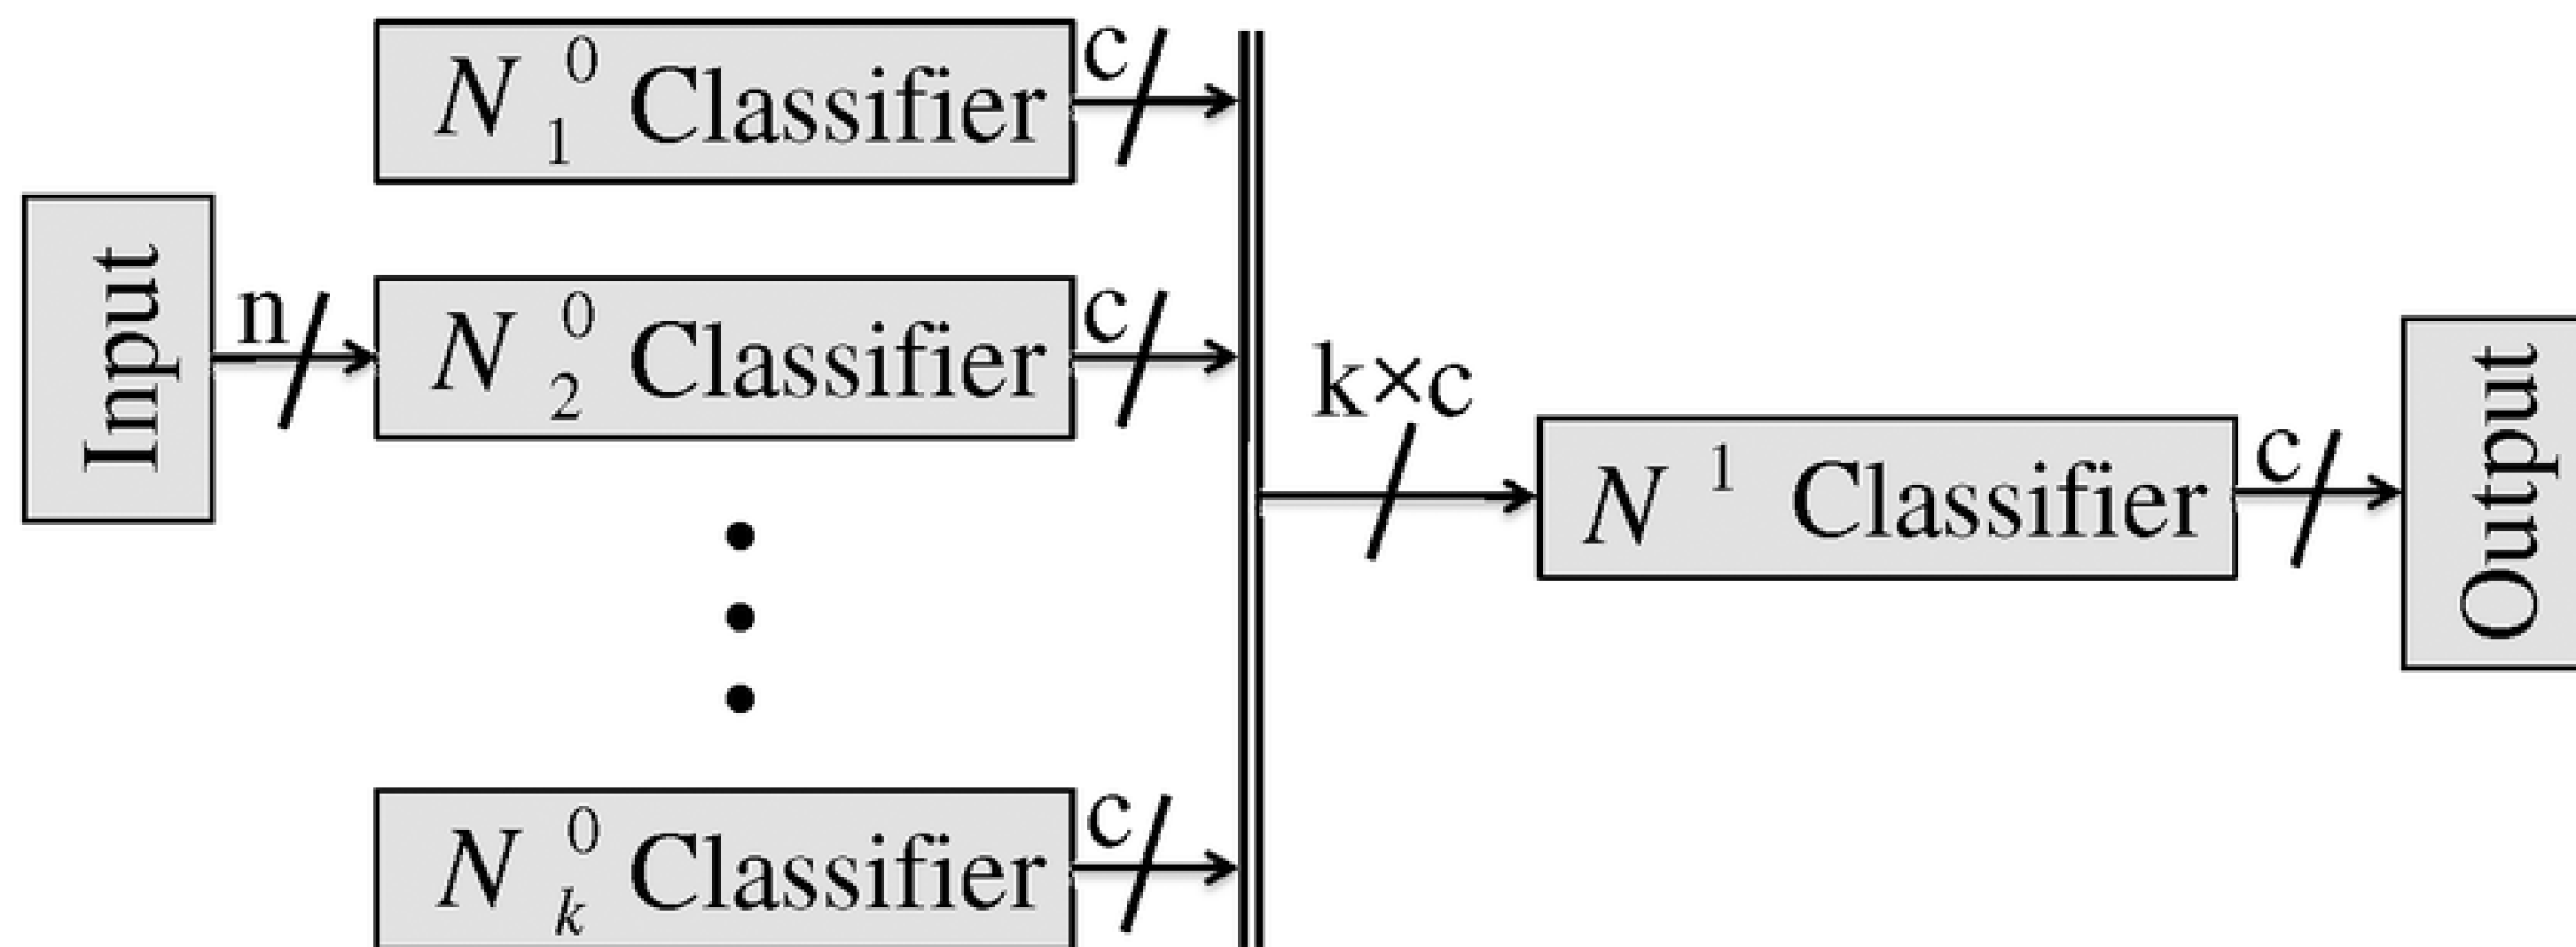 N 0 1 Classifier
c
Input
n
N 0 2 Classifier
c
k×c
N 1 Classifier
c
Output
N 0 k Classifier
c